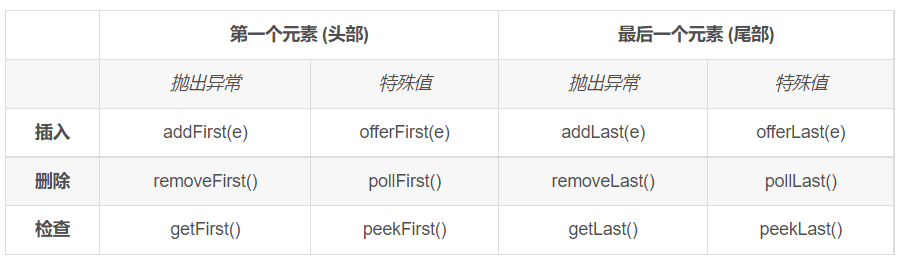 第一个元素 (头部) 最后一个元素 (尾部)
抛出异常 特殊值 抛出异常 特殊值
插入 addFirst(e) offerFirst(e) addLast(e) offerLast(e)
删除 removeFirst() pollFirst() removeLast() pollLast()
检查 getFirst() peekFirst() getLast() peekLast()